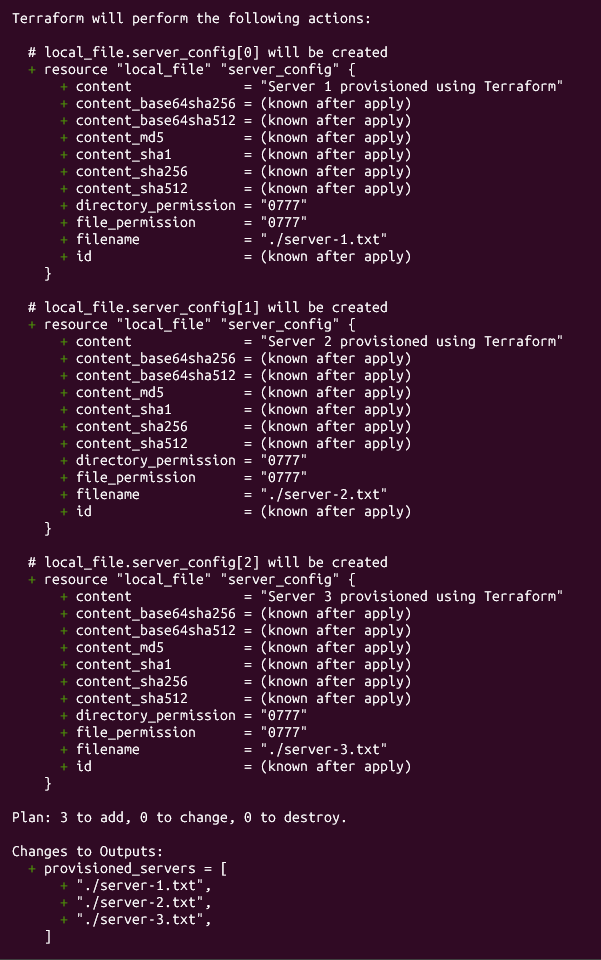 Terraform will perform the following actions:

  # local_file.server_config[0] will be created
  + resource "local_file" "server_config" {
      + content              = "Server 1 provisioned using Terraform"
      + content_base64sha256 = (known after apply)
      + content_base64sha512 = (known after apply)
      + content_md5          = (known after apply)
      + content_sha1         = (known after apply)
      + content_sha256       = (known after apply)
      + content_sha512       = (known after apply)
      + directory_permission = "0777"
      + file_permission      = "0777"
      + filename             = "./server-1.txt"
      + id                   = (known after apply)
    }

  # local_file.server_config[1] will be created
  + resource "local_file" "server_config" {
      + content              = "Server 2 provisioned using Terraform"
      + content_base64sha256 = (known after apply)
      + content_base64sha512 = (known after apply)
      + content_md5          = (known after apply)
      + content_sha1         = (known after apply)
      + content_sha256       = (known after apply)
      + content_sha512       = (known after apply)
      + directory_permission = "0777"
      + file_permission      = "0777"
      + filename             = "./server-2.txt"
      + id                   = (known after apply)
    }

  # local_file.server_config[2] will be created
  + resource "local_file" "server_config" {
      + content              = "Server 3 provisioned using Terraform"
      + content_base64sha256 = (known after apply)
      + content_base64sha512 = (known after apply)
      + content_md5          = (known after apply)
      + content_sha1         = (known after apply)
      + content_sha256       = (known after apply)
      + content_sha512       = (known after apply)
      + directory_permission = "0777"
      + file_permission      = "0777"
      + filename             = "./server-3.txt"
      + id                   = (known after apply)
    }

Plan: 3 to add, 0 to change, 0 to destroy.

Changes to Outputs:
  + provisioned_servers = [
      + "./server-1.txt",
      + "./server-2.txt",
      + "./server-3.txt",
    ]